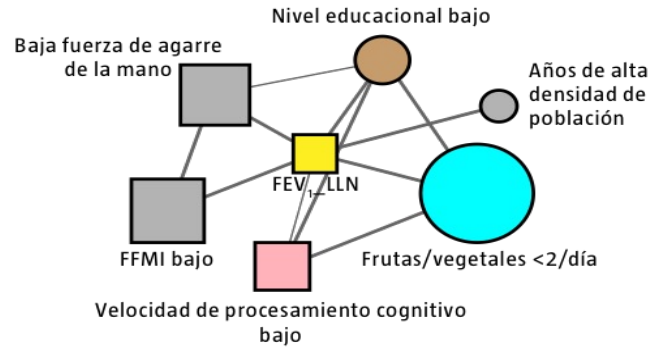 Nivel educacional bajo
Baja fuerza de agarre
de la mano
Años de alta
densidad de
población
FEV₁_LLN
FFMI bajo
Frutas/vegetales <2/día
Velocidad de procesamiento cognitivo
bajo